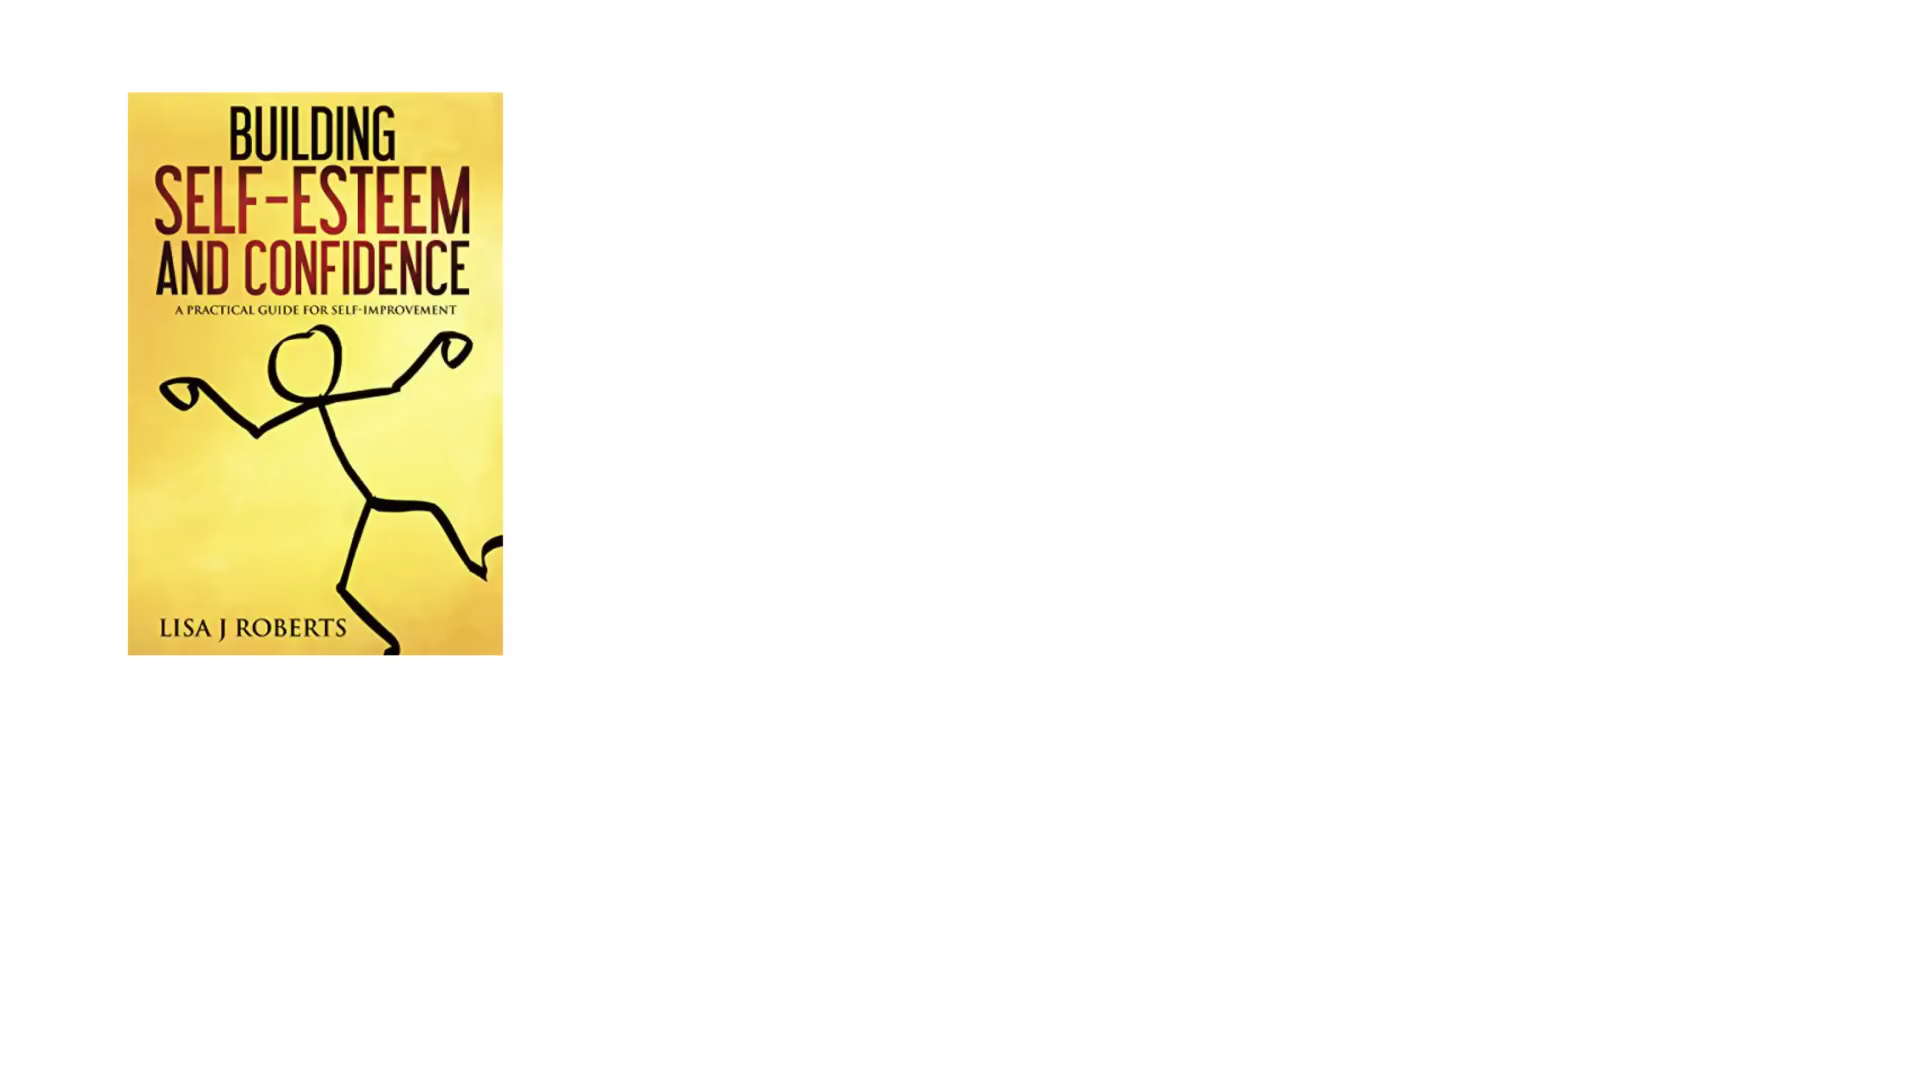 BUILDING
SELF-ESTEEM
AND CONFIDENCE
A PRACTICAL GUIDE FOR SELF-IMPROVEMENT
LISA J ROBERTS